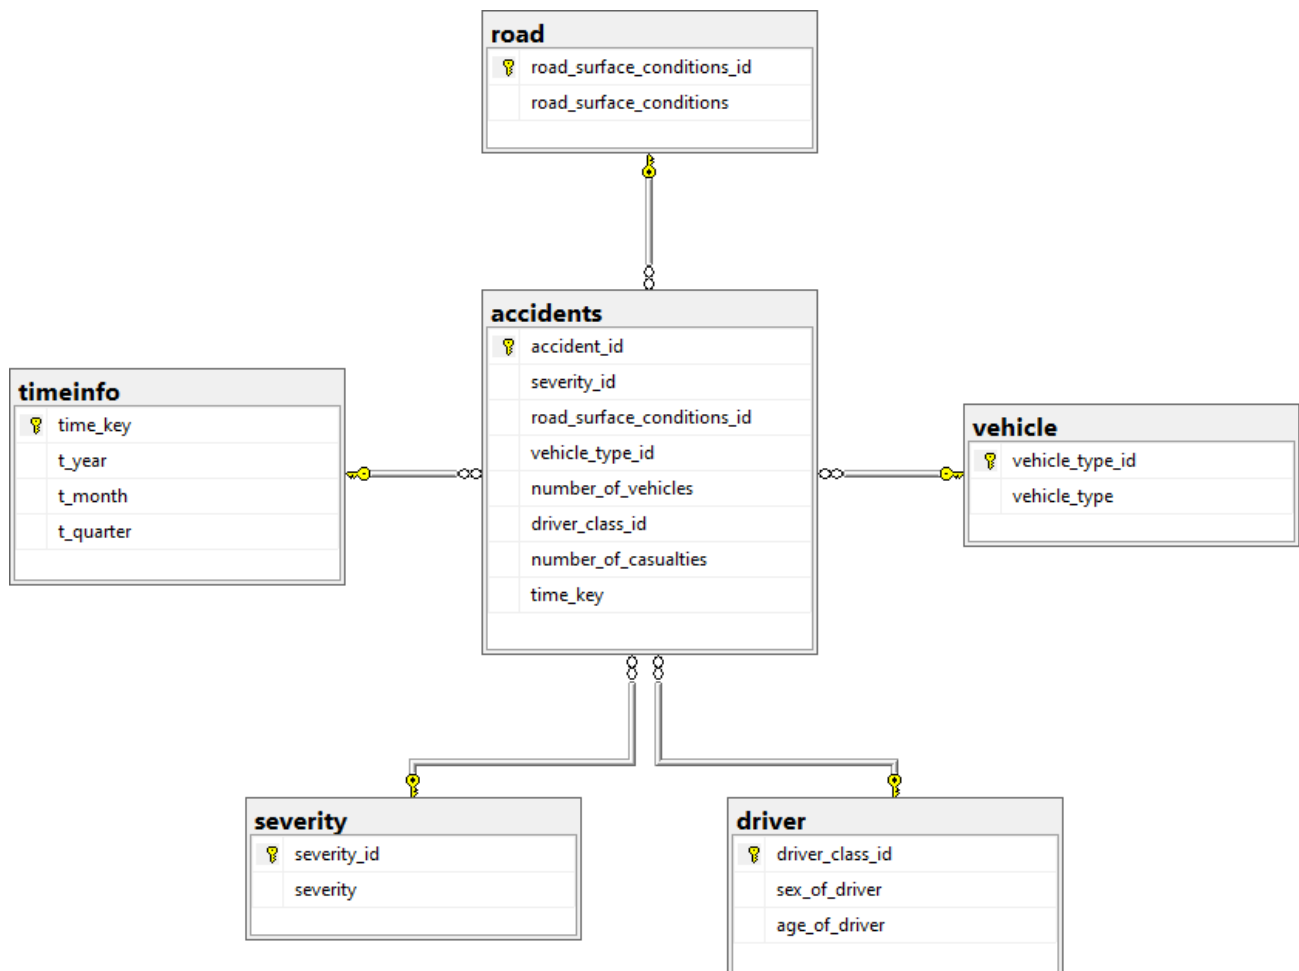 road
road_surface_conditions_id
road_surface_conditions
accidents
accident_id
severity_id
road_surface_conditions_id
vehicle_type_id
number_of_vehicles
driver_class_id
number_of_casualties
time_key
timeinfo
time_key
t_year
t_month
t_quarter
vehicle
vehicle_type_id
vehicle_type
severity
severity_id
severity
driver
driver_class_id
sex_of_driver
age_of_driver